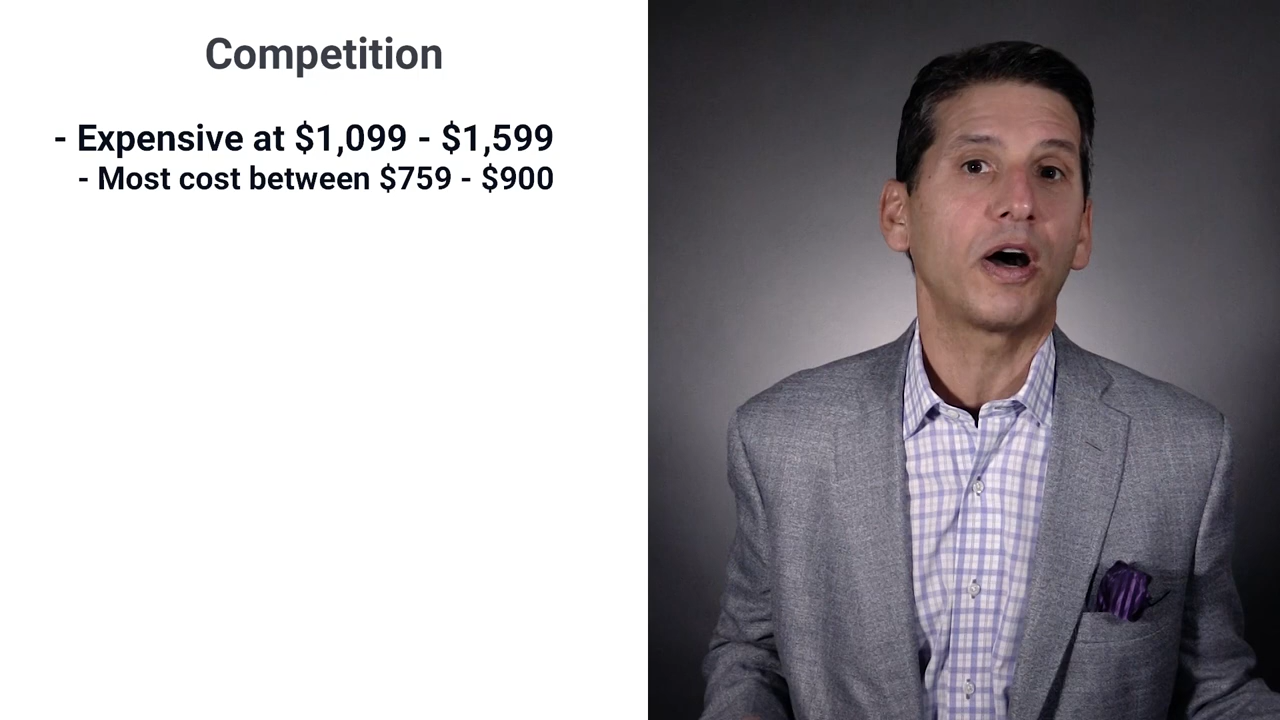 Competition
- Expensive at $1,099 - $1,599
- Most cost between $759 - $900